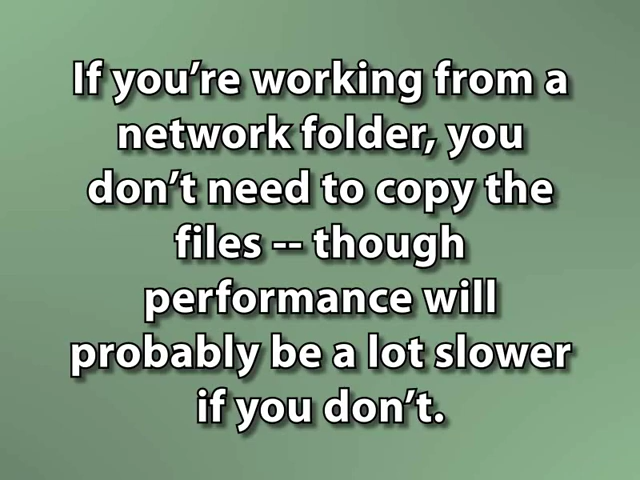 If you’re working from a
network folder, you
don’t need to copy the
files -- though
performance will
probably be a lot slower
if you don’t.